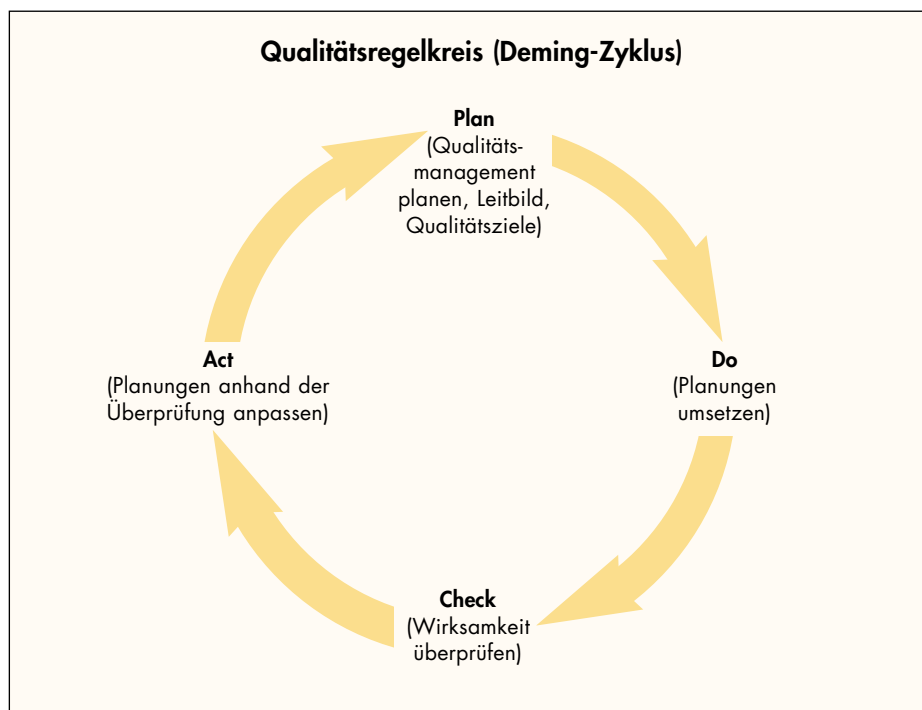 Qualitätsregelkreis (Deming-Zyklus)
Plan
(Qualitäts-
management
planen, Leitbild,
Qualitätsziele)
Do
(Planungen
umsetzen)
Check
(Wirksamkeit
überprüfen)
Act
(Planungen anhand der
Überprüfung anpassen)